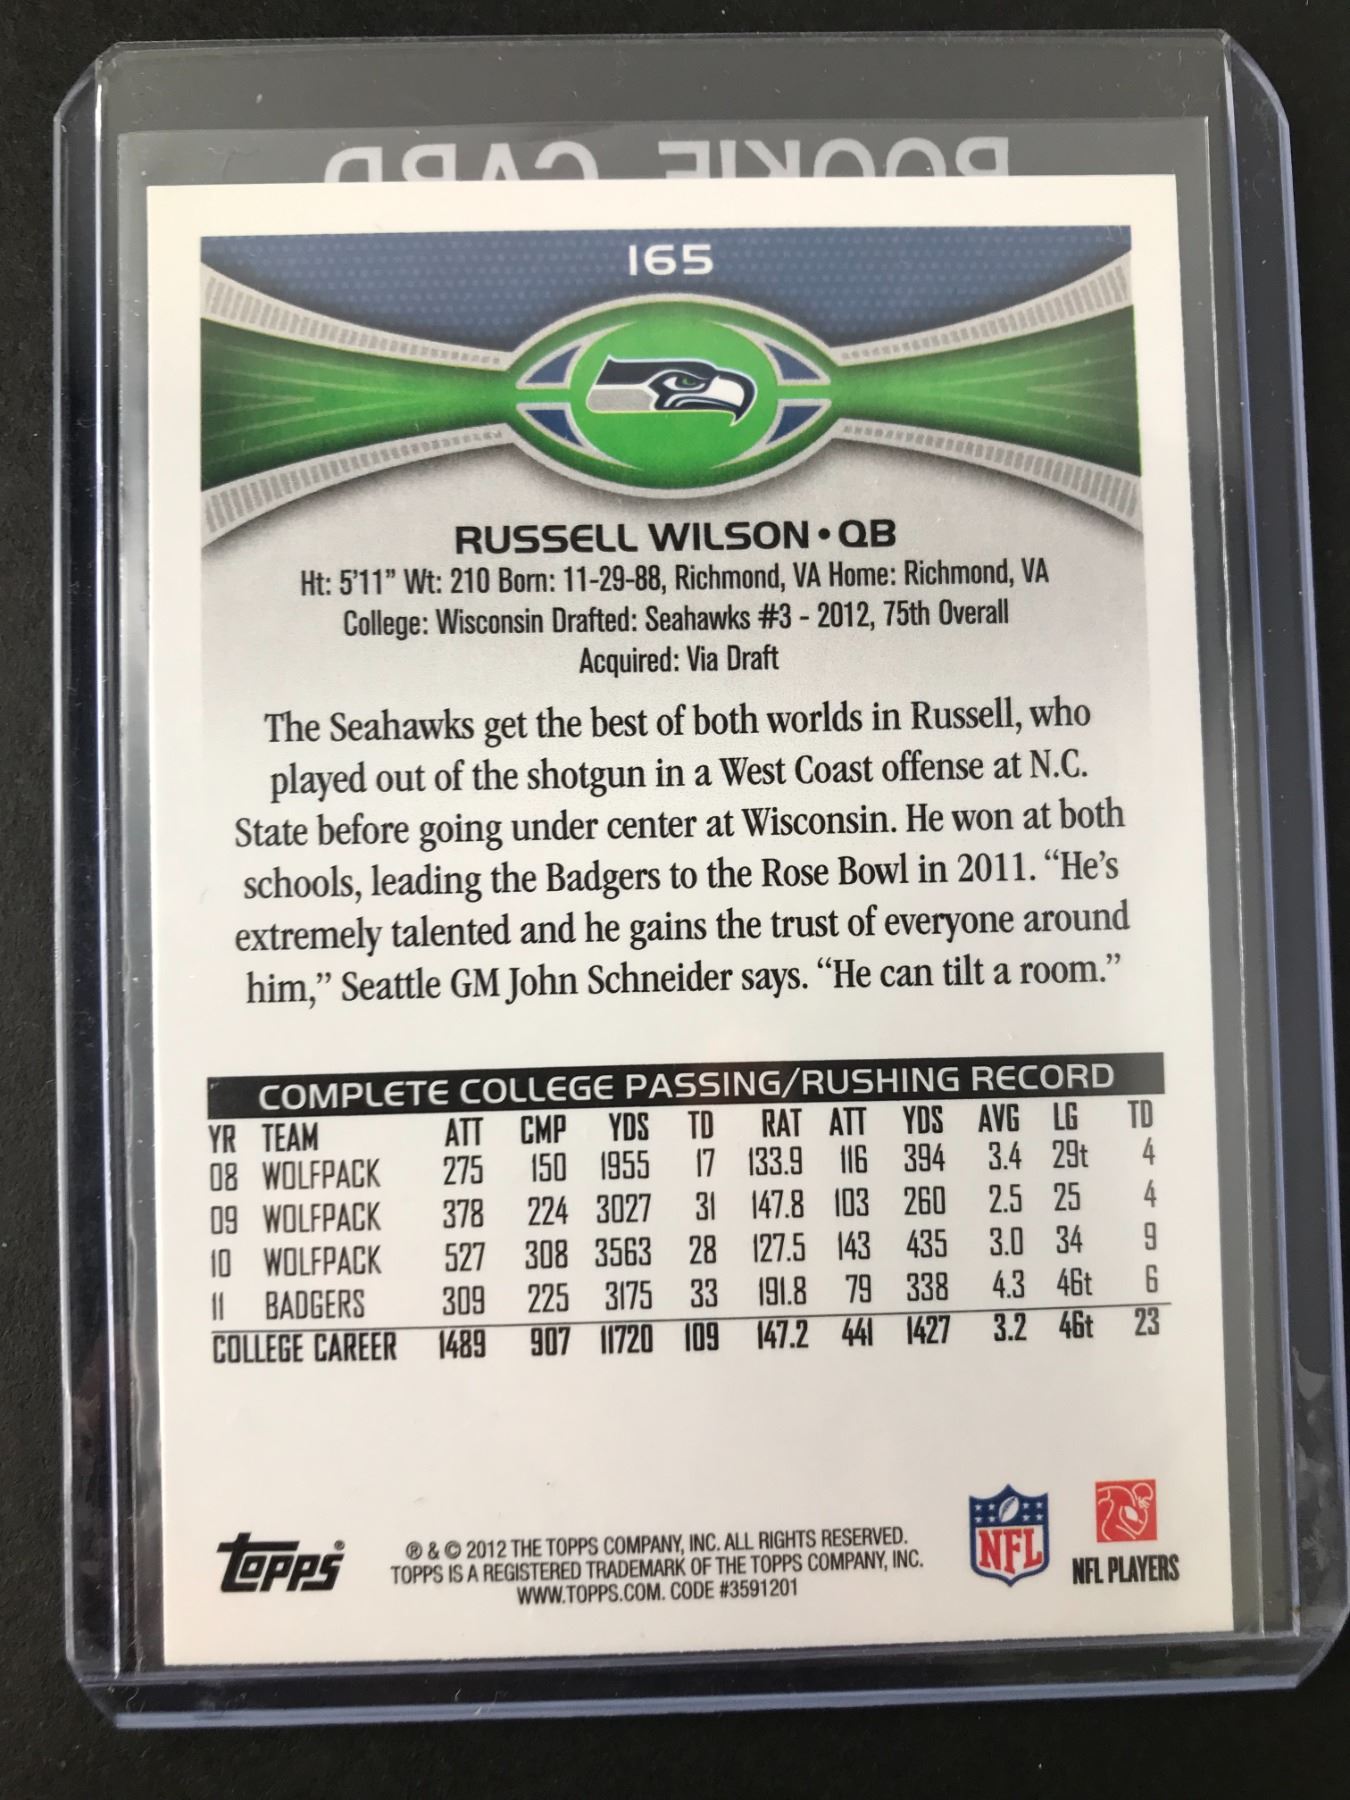 ROOKIE CARD
165
RUSSELL WILSON • QB
Ht: 5'11” Wt: 210 Born: 11-29-88, Richmond, VA Home: Richmond, VA
College: Wisconsin Drafted: Seahawks #3 - 2012, 75th Overall
Acquired: Via Draft
The Seahawks get the best of both worlds in Russell, who
played out of the shotgun in a West Coast offense at N.C.
State before going under center at Wisconsin. He won at both
schools, leading the Badgers to the Rose Bowl in 2011. “He’s
extremely talented and he gains the trust of everyone around
him,” Seattle GM John Schneider says. “He can tilt a room.”
COMPLETE COLLEGE PASSING/RUSHING RECORD
YR TEAM ATT CMP YDS TD RAT ATT YDS AVG LG TD
08 WOLFPACK 275 150 1955 17 133.9 116 394 3.4 29t 4
09 WOLFPACK 378 224 3027 31 147.8 103 260 2.5 25 4
10 WOLFPACK 527 308 3563 28 127.5 143 435 3.0 34 9
11 BADGERS 309 225 3175 33 191.8 79 338 4.3 46t 6
COLLEGE CAREER 1489 907 11720 109 147.2 441 1427 3.2 46t 23
topps®
® & © 2012 THE TOPPS COMPANY, INC. ALL RIGHTS RESERVED.
TOPPS IS A REGISTERED TRADEMARK OF THE TOPPS COMPANY, INC.
WWW.TOPPS.COM. CODE #3591201
NFL
NFL PLAYERS